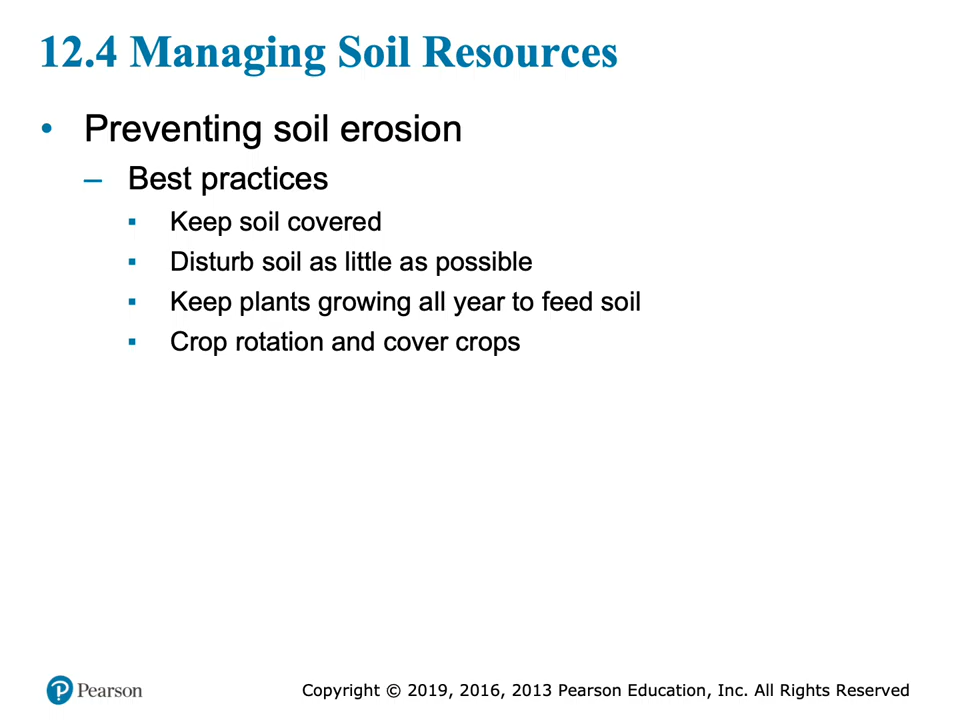 12.4 Managing Soil Resources
• Preventing soil erosion
– Best practices
▪ Keep soil covered
▪ Disturb soil as little as possible
▪ Keep plants growing all year to feed soil
▪ Crop rotation and cover crops
P Pearson
Copyright © 2019, 2016, 2013 Pearson Education, Inc. All Rights Reserved